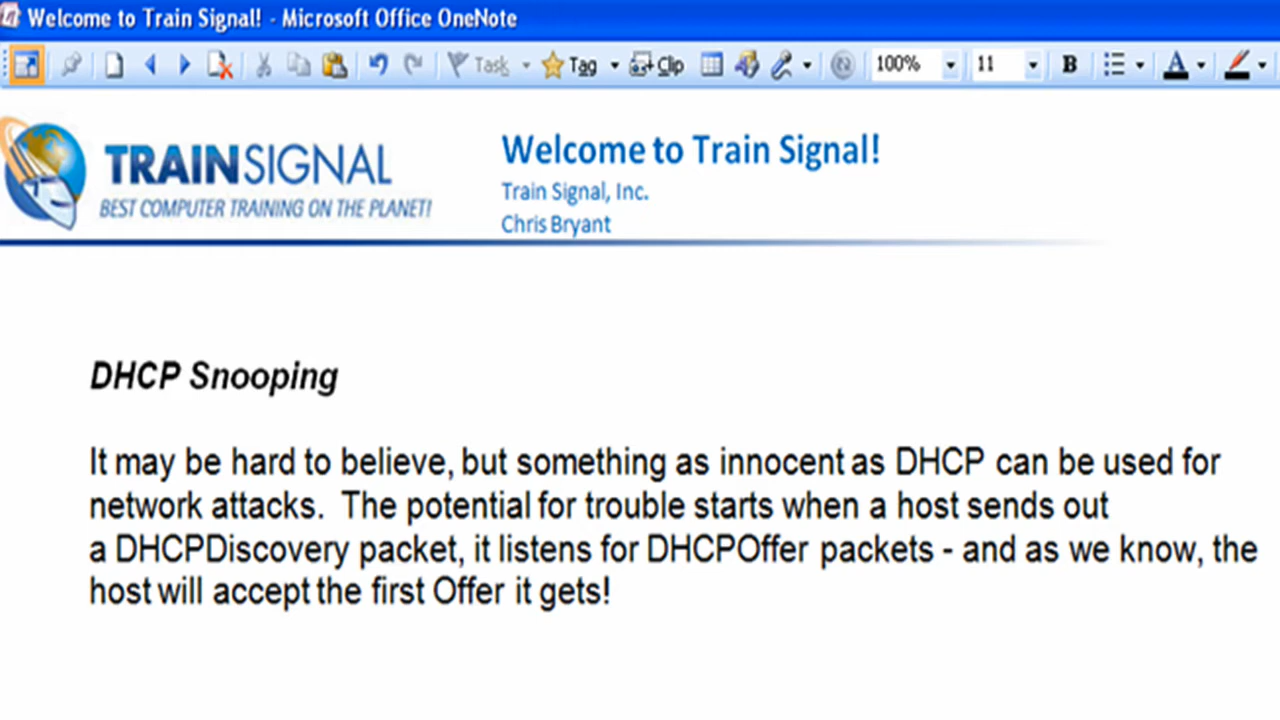 Welcome to Train Signal! - Microsoft Office OneNote
Task Tag Clip 100% 11 B A
TRAINSIGNAL
BEST COMPUTER TRAINING ON THE PLANET!
Welcome to Train Signal!
Train Signal, Inc.
Chris Bryant
DHCP Snooping
It may be hard to believe, but something as innocent as DHCP can be used for
network attacks. The potential for trouble starts when a host sends out
a DHCPDiscovery packet, it listens for DHCPOffer packets - and as we know, the
host will accept the first Offer it gets!